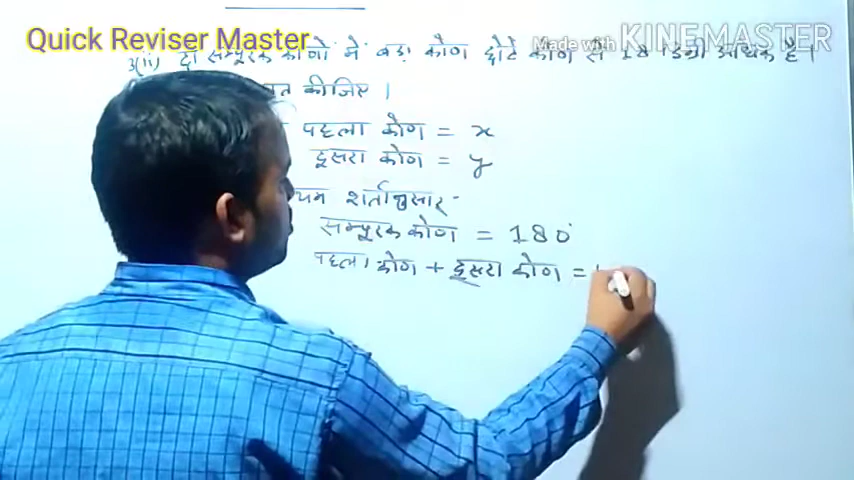 Quick Reviser Master
Made with KINEMASTER
3(ii) दो सम्पूरक कोणों में बड़ा कोण छोटे कोण से 18 डिग्री अधिक है।
कीजिए।
पहला कोण = x
दूसरा कोण = y
शर्तानुसार-
सम्पूरक कोण = 180°
पहला कोण + दूसरा कोण =